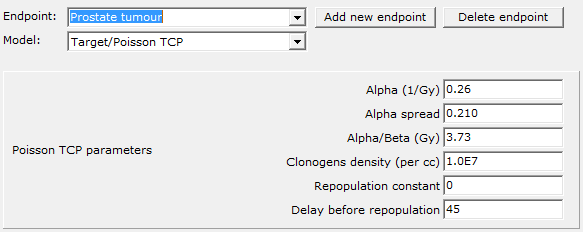 Endpoint: Prostate tumour Add new endpoint Delete endpoint
Model: Target/Poisson TCP
Alpha (1/Gy) 0.26
Alpha spread 0.210
Alpha/Beta (Gy) 3.73
Poisson TCP parameters
Clonogens density (per cc) 1.0E7
Repopulation constant 0
Delay before repopulation 45